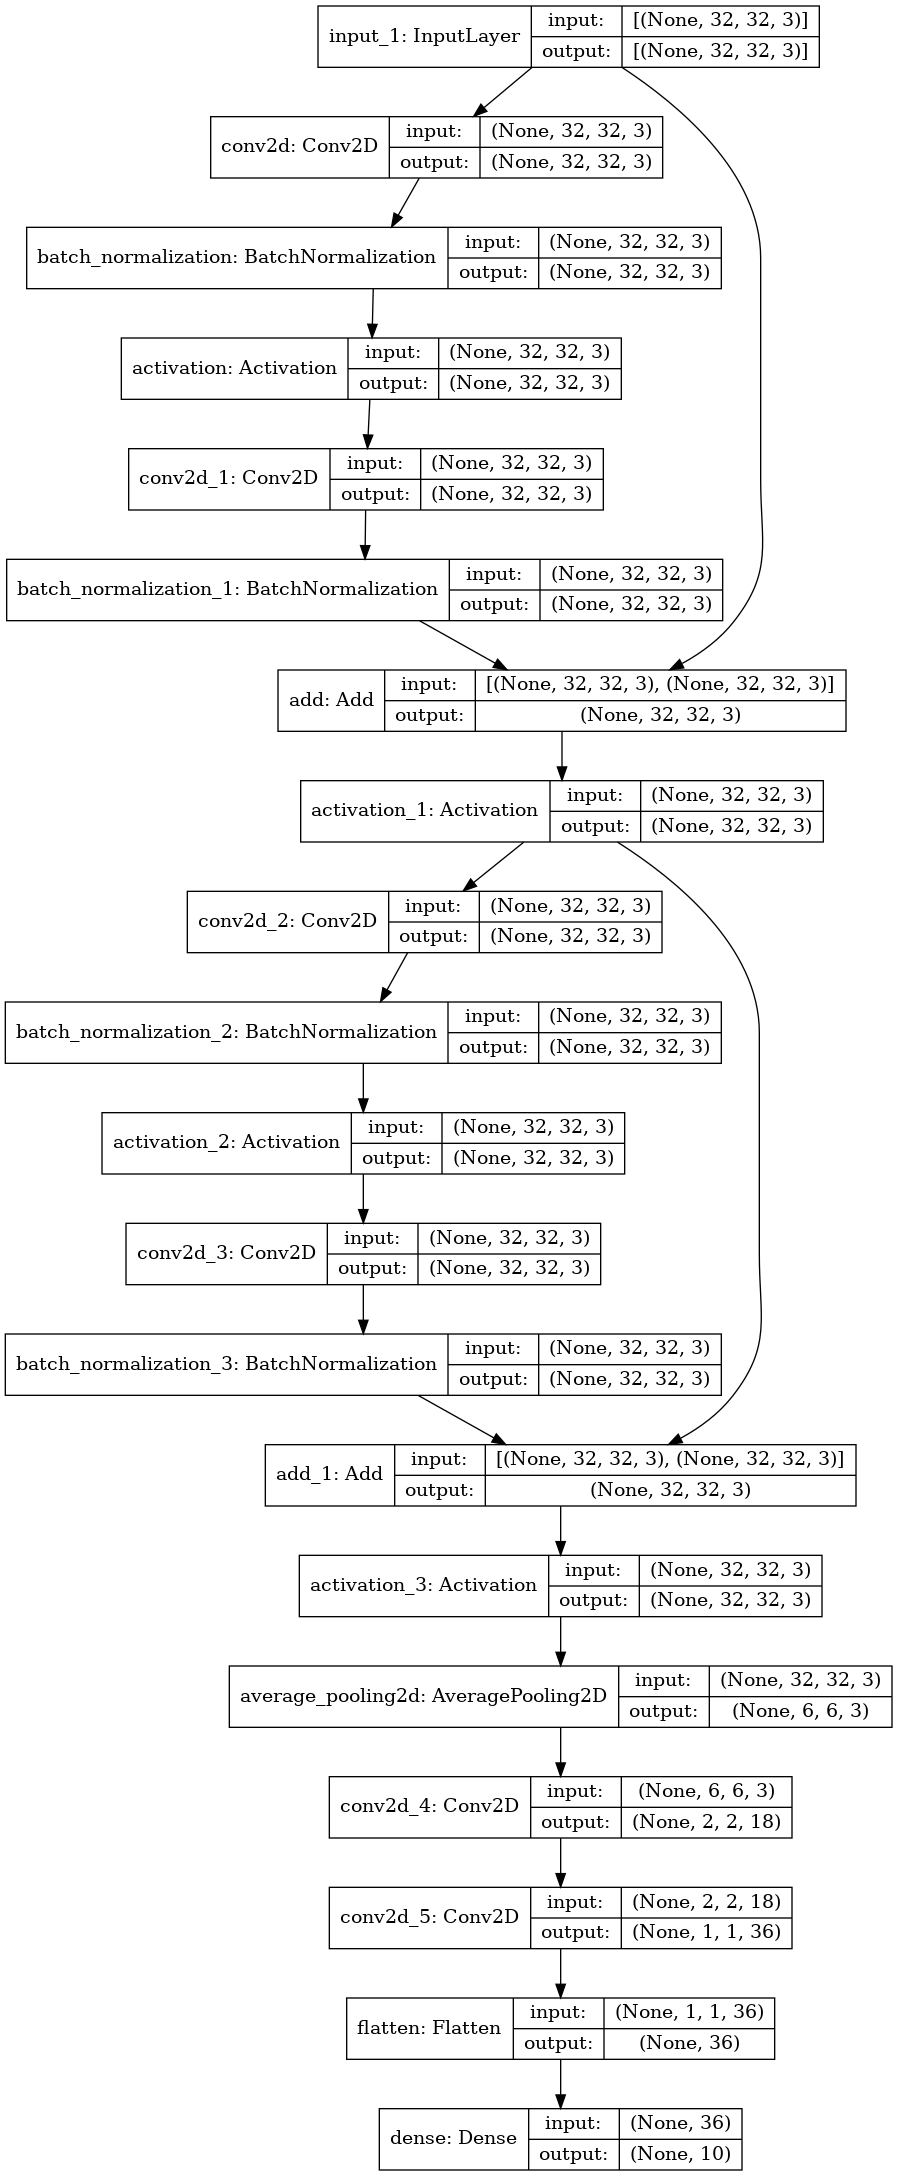 input_1: InputLayer
input: [(None, 32, 32, 3)]
output: [(None, 32, 32, 3)]
conv2d: Conv2D
input: (None, 32, 32, 3)
output: (None, 32, 32, 3)
batch_normalization: BatchNormalization
input: (None, 32, 32, 3)
output: (None, 32, 32, 3)
activation: Activation
input: (None, 32, 32, 3)
output: (None, 32, 32, 3)
conv2d_1: Conv2D
input: (None, 32, 32, 3)
output: (None, 32, 32, 3)
batch_normalization_1: BatchNormalization
input: (None, 32, 32, 3)
output: (None, 32, 32, 3)
add: Add
input: [(None, 32, 32, 3), (None, 32, 32, 3)]
output: (None, 32, 32, 3)
activation_1: Activation
input: (None, 32, 32, 3)
output: (None, 32, 32, 3)
conv2d_2: Conv2D
input: (None, 32, 32, 3)
output: (None, 32, 32, 3)
batch_normalization_2: BatchNormalization
input: (None, 32, 32, 3)
output: (None, 32, 32, 3)
activation_2: Activation
input: (None, 32, 32, 3)
output: (None, 32, 32, 3)
conv2d_3: Conv2D
input: (None, 32, 32, 3)
output: (None, 32, 32, 3)
batch_normalization_3: BatchNormalization
input: (None, 32, 32, 3)
output: (None, 32, 32, 3)
add_1: Add
input: [(None, 32, 32, 3), (None, 32, 32, 3)]
output: (None, 32, 32, 3)
activation_3: Activation
input: (None, 32, 32, 3)
output: (None, 32, 32, 3)
average_pooling2d: AveragePooling2D
input: (None, 32, 32, 3)
output: (None, 6, 6, 3)
conv2d_4: Conv2D
input: (None, 6, 6, 3)
output: (None, 2, 2, 18)
conv2d_5: Conv2D
input: (None, 2, 2, 18)
output: (None, 1, 1, 36)
flatten: Flatten
input: (None, 1, 1, 36)
output: (None, 36)
dense: Dense
input: (None, 36)
output: (None, 10)